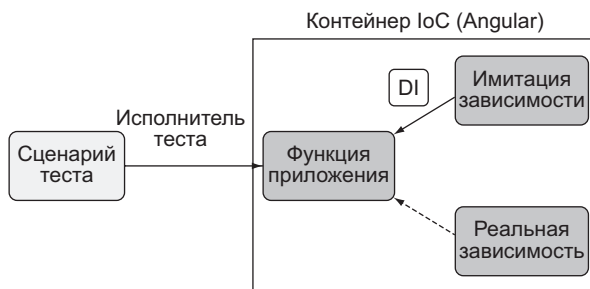 Контейнер IoC (Angular)
DI
Имитация
зависимости
Исполнитель
теста
Сценарий
теста
Функция
приложения
Реальная
зависимость